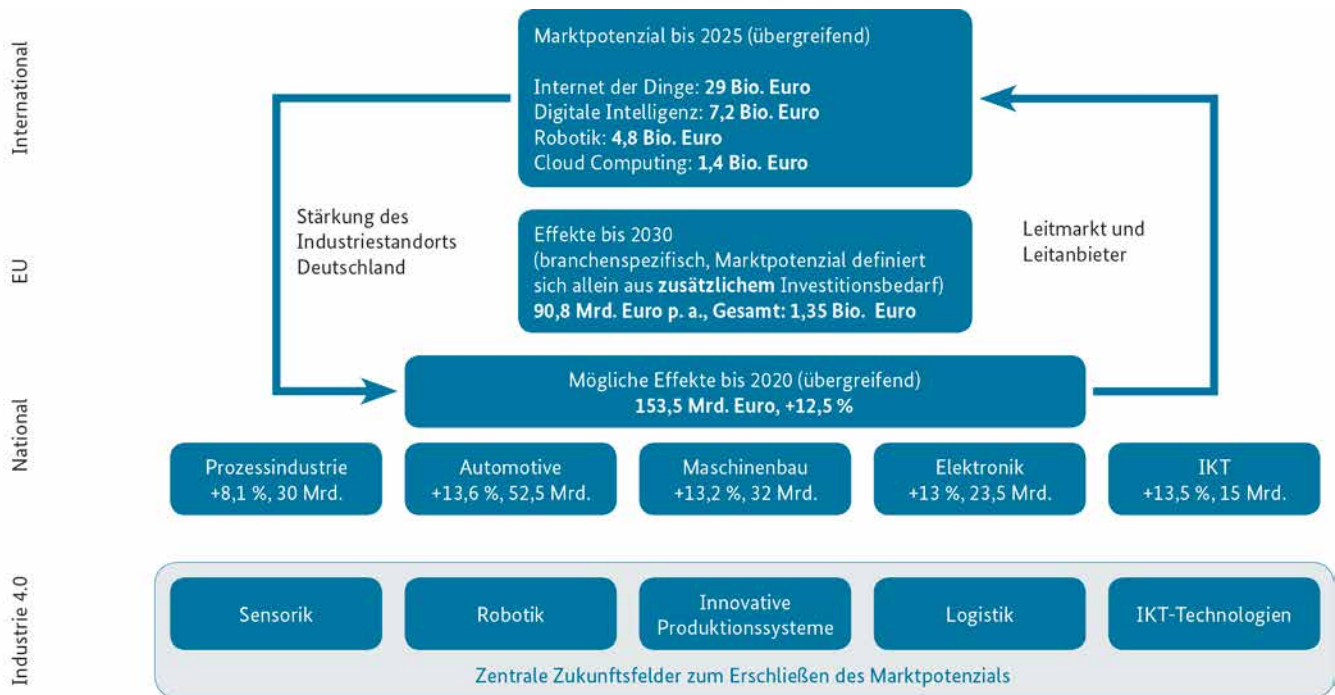 International
Marktpotenzial bis 2025 (übergreifend)
Internet der Dinge: 29 Bio. Euro
Digitale Intelligenz: 7,2 Bio. Euro
Robotik: 4,8 Bio. Euro
Cloud Computing: 1,4 Bio. Euro
Stärkung des
Industriestandorts
Deutschland
Leitmarkt und
Leitanbieter
EU
Effekte bis 2030
(branchenspezifisch, Marktpotenzial definiert
sich allein aus zusätzlichem Investitionsbedarf)
90,8 Mrd. Euro p. a., Gesamt: 1,35 Bio. Euro
National
Mögliche Effekte bis 2020 (übergreifend)
153,5 Mrd. Euro, +12,5 %
Prozessindustrie
+8,1 %, 30 Mrd.
Automotive
+13,6 %, 52,5 Mrd.
Maschinenbau
+13,2 %, 32 Mrd.
Elektronik
+13 %, 23,5 Mrd.
IKT
+13,5 %, 15 Mrd.
Industrie 4.0
Sensorik
Robotik
Innovative
Produktionssysteme
Logistik
IKT-Technologien
Zentrale Zukunftsfelder zum Erschließen des Marktpotenzials